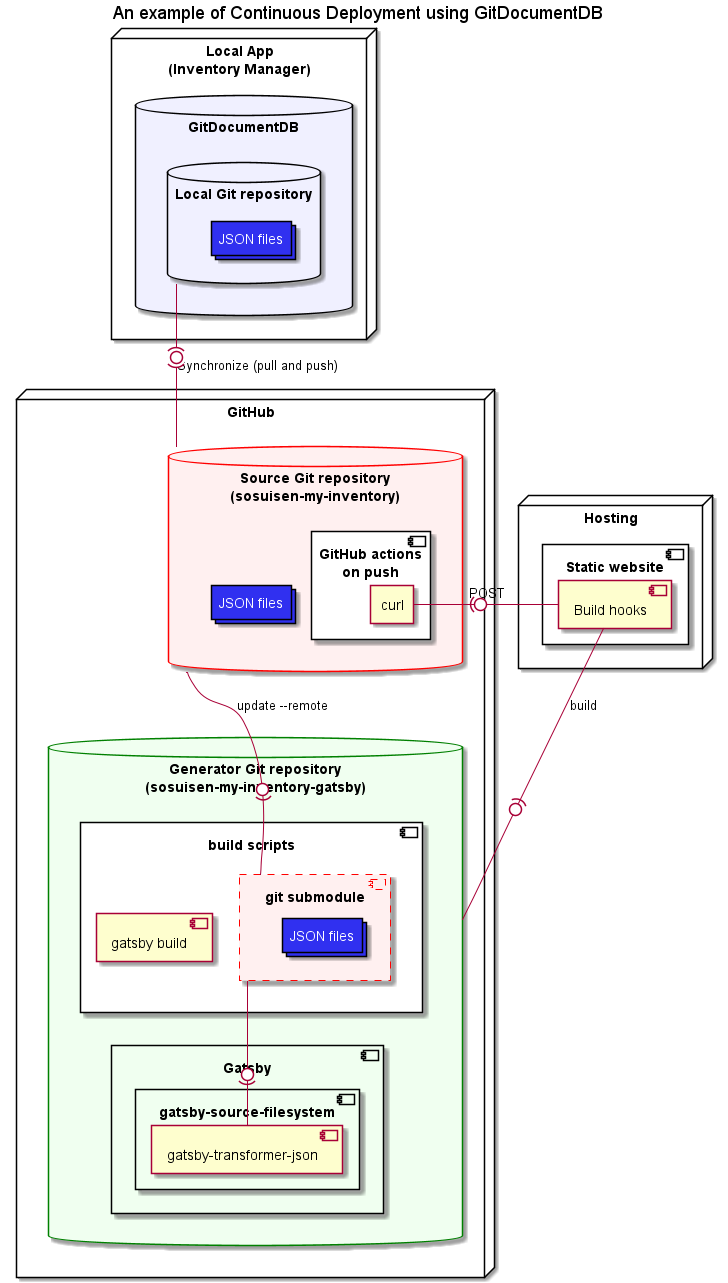 An example of Continuous Deployment using GitDocumentDB
Local App
(Inventory Manager)
GitDocumentDB
Local Git repository
JSON files
Synchronize (pull and push)
GitHub
Source Git repository
(sosuisen-my-inventory)
GitHub actions
on push
JSON files
curl
POST
Hosting
Static website
Build hooks
update --remote
build
Generator Git repository
(sosuisen-my-inventory-gatsby)
build scripts
git submodule
JSON files
gatsby build
Gatsby
gatsby-source-filesystem
gatsby-transformer-json